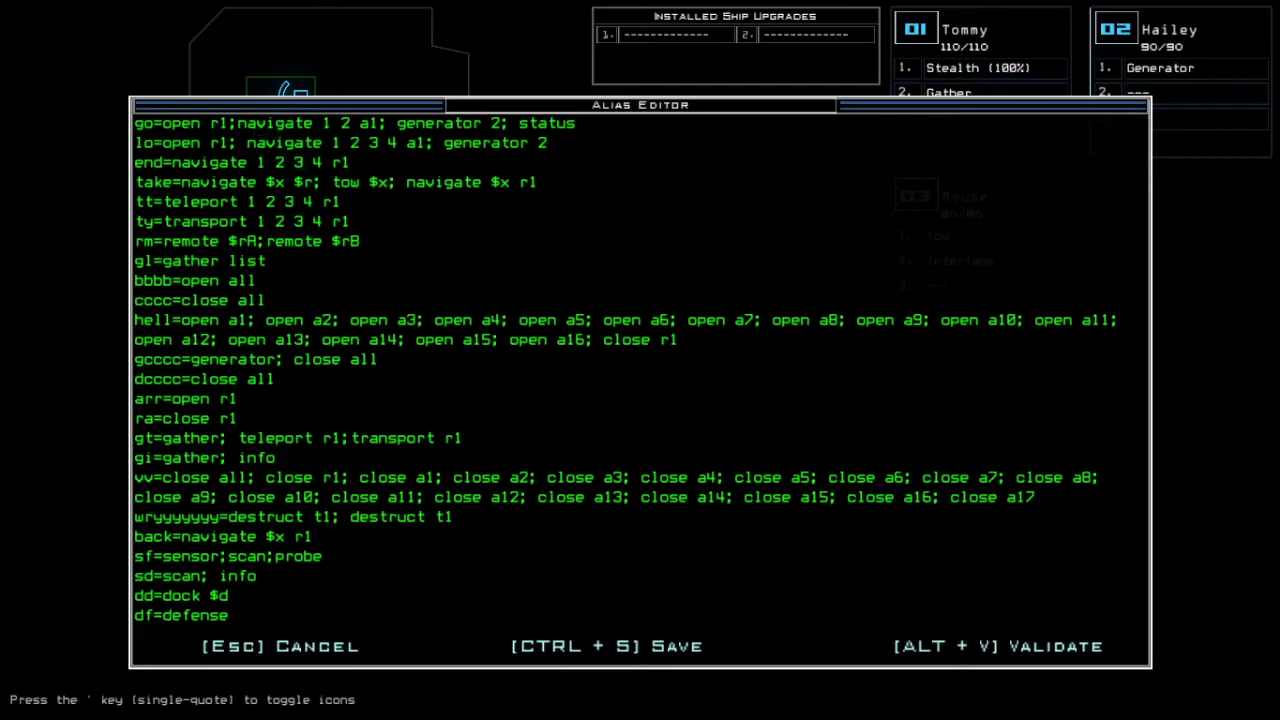 Installed Ship Upgrades
1. -------------
2. -------------
01 Tommy
110/110
1. Stealth (100%)
2. Gather
02 Hailey
90/90
1. Generator
2. ---
Alias Editor
go=open r1;navigate 1 2 a1; generator 2; status
lo=open r1; navigate 1 2 3 4 a1; generator 2
end=navigate 1 2 3 4 r1
take=navigate $x $r; tow $x; navigate $x r1
tt=teleport 1 2 3 4 r1
ty=transport 1 2 3 4 r1
rm=remote $rA;remote $rB
gl=gather list
bbbb=open all
cccc=close all
hell=open a1; open a2; open a3; open a4; open a5; open a6; open a7; open a8; open a9; open a10; open a11;
open a12; open a13; open a14; open a15; open a16; close r1
gcccc=generator; close all
dcccc=close all
arr=open r1
ra=close r1
gt=gather; teleport r1;transport r1
gi=gather; info
vv=close all; close r1; close a1; close a2; close a3; close a4; close a5; close a6; close a7; close a8;
close a9; close a10; close a11; close a12; close a13; close a14; close a15; close a16; close a17
wryyyyyyy=destruct t1; destruct t1
back=navigate $x r1
sf=sensor;scan;probe
sd=scan; info
dd=dock $d
df=defense
03 Mouse
80/80
1. Tow
2. Interface
3. ---
[Esc] Cancel
[CTRL + S] Save
[ALT + V] Validate
Press the ' key (single-quote) to toggle icons